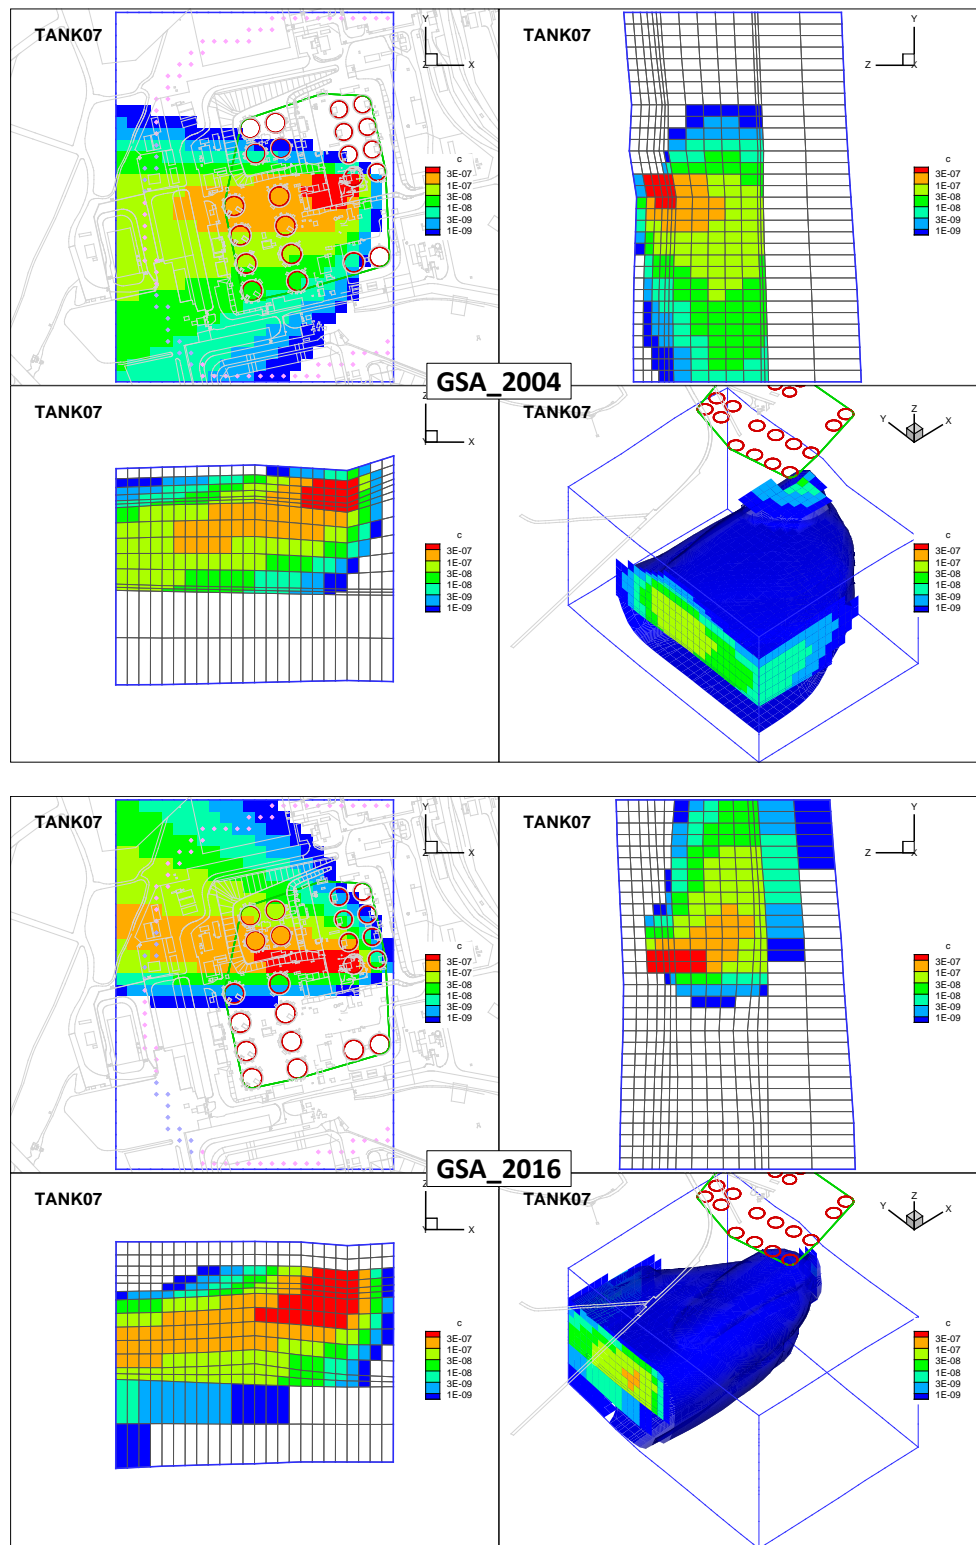 TANK07
Y
Z
X
c
3E-07
1E-07
3E-08
1E-08
3E-09
1E-09
TANK07
Y
Z
X
c
3E-07
1E-07
3E-08
1E-08
3E-09
1E-09
GSA_2004
TANK07
Z
Y
X
c
3E-07
1E-07
3E-08
1E-08
3E-09
1E-09
TANK07
Z
Y
X
c
3E-07
1E-07
3E-08
1E-08
3E-09
1E-09
TANK07
Y
Z
X
c
3E-07
1E-07
3E-08
1E-08
3E-09
1E-09
TANK07
Y
Z
X
c
3E-07
1E-07
3E-08
1E-08
3E-09
1E-09
GSA_2016
TANK07
Z
Y
X
c
3E-07
1E-07
3E-08
1E-08
3E-09
1E-09
TANK07
Z
Y
X
c
3E-07
1E-07
3E-08
1E-08
3E-09
1E-09